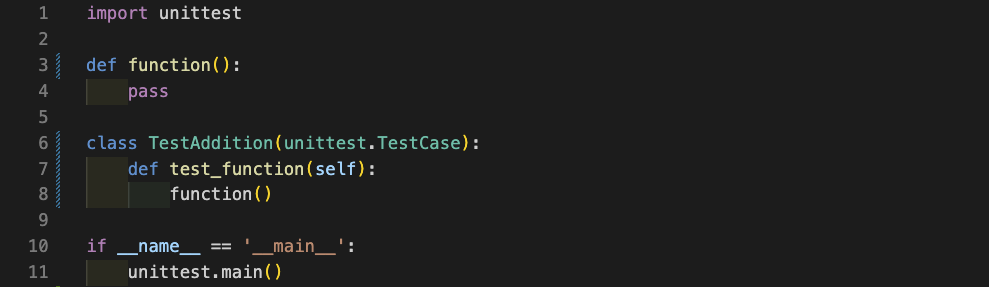 1 import unittest
2
3 def function():
4     pass
5
6 class TestAddition(unittest.TestCase):
7     def test_function(self):
8         function()
9
10 if __name__ == '__main__':
11     unittest.main()